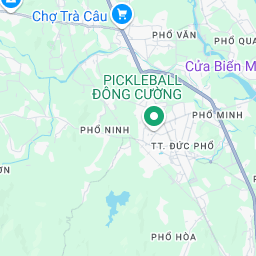 Chợ Trà Câu
PHỔ VĂN
PHỔ QUA
Cửa Biển M
PICKLEBALL
ĐÔNG CƯỜNG
PHỔ MINH
PHỔ NINH
TT. ĐỨC PHỔ
ƠN
PHỔ HÒA